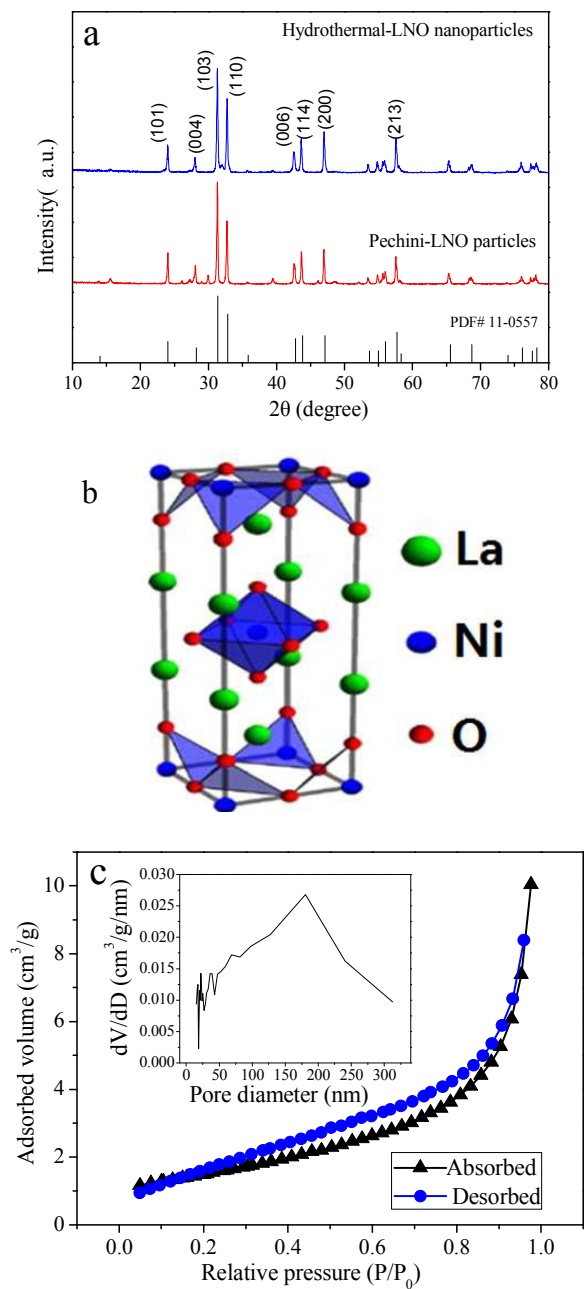 a
Hydrothermal-LNO nanoparticles
(101)
(004)
(103)
(110)
(006)
(114)
(200)
(213)
Pechini-LNO particles
PDF# 11-0557
Intensity( a.u.)
10 20 30 40 50 60 70 80
2θ (degree)
b
La
Ni
O
c
0.030
0.025
0.020
0.015
0.010
0.005
0.000
dV/dD (cm³/g/nm)
0 50 100 150 200 250 300
Pore diameter (nm)
10
8
6
4
2
0
Adsorbed volume (cm³/g)
Absorbed
Desorbed
0.0 0.2 0.4 0.6 0.8 1.0
Relative pressure (P/P₀)